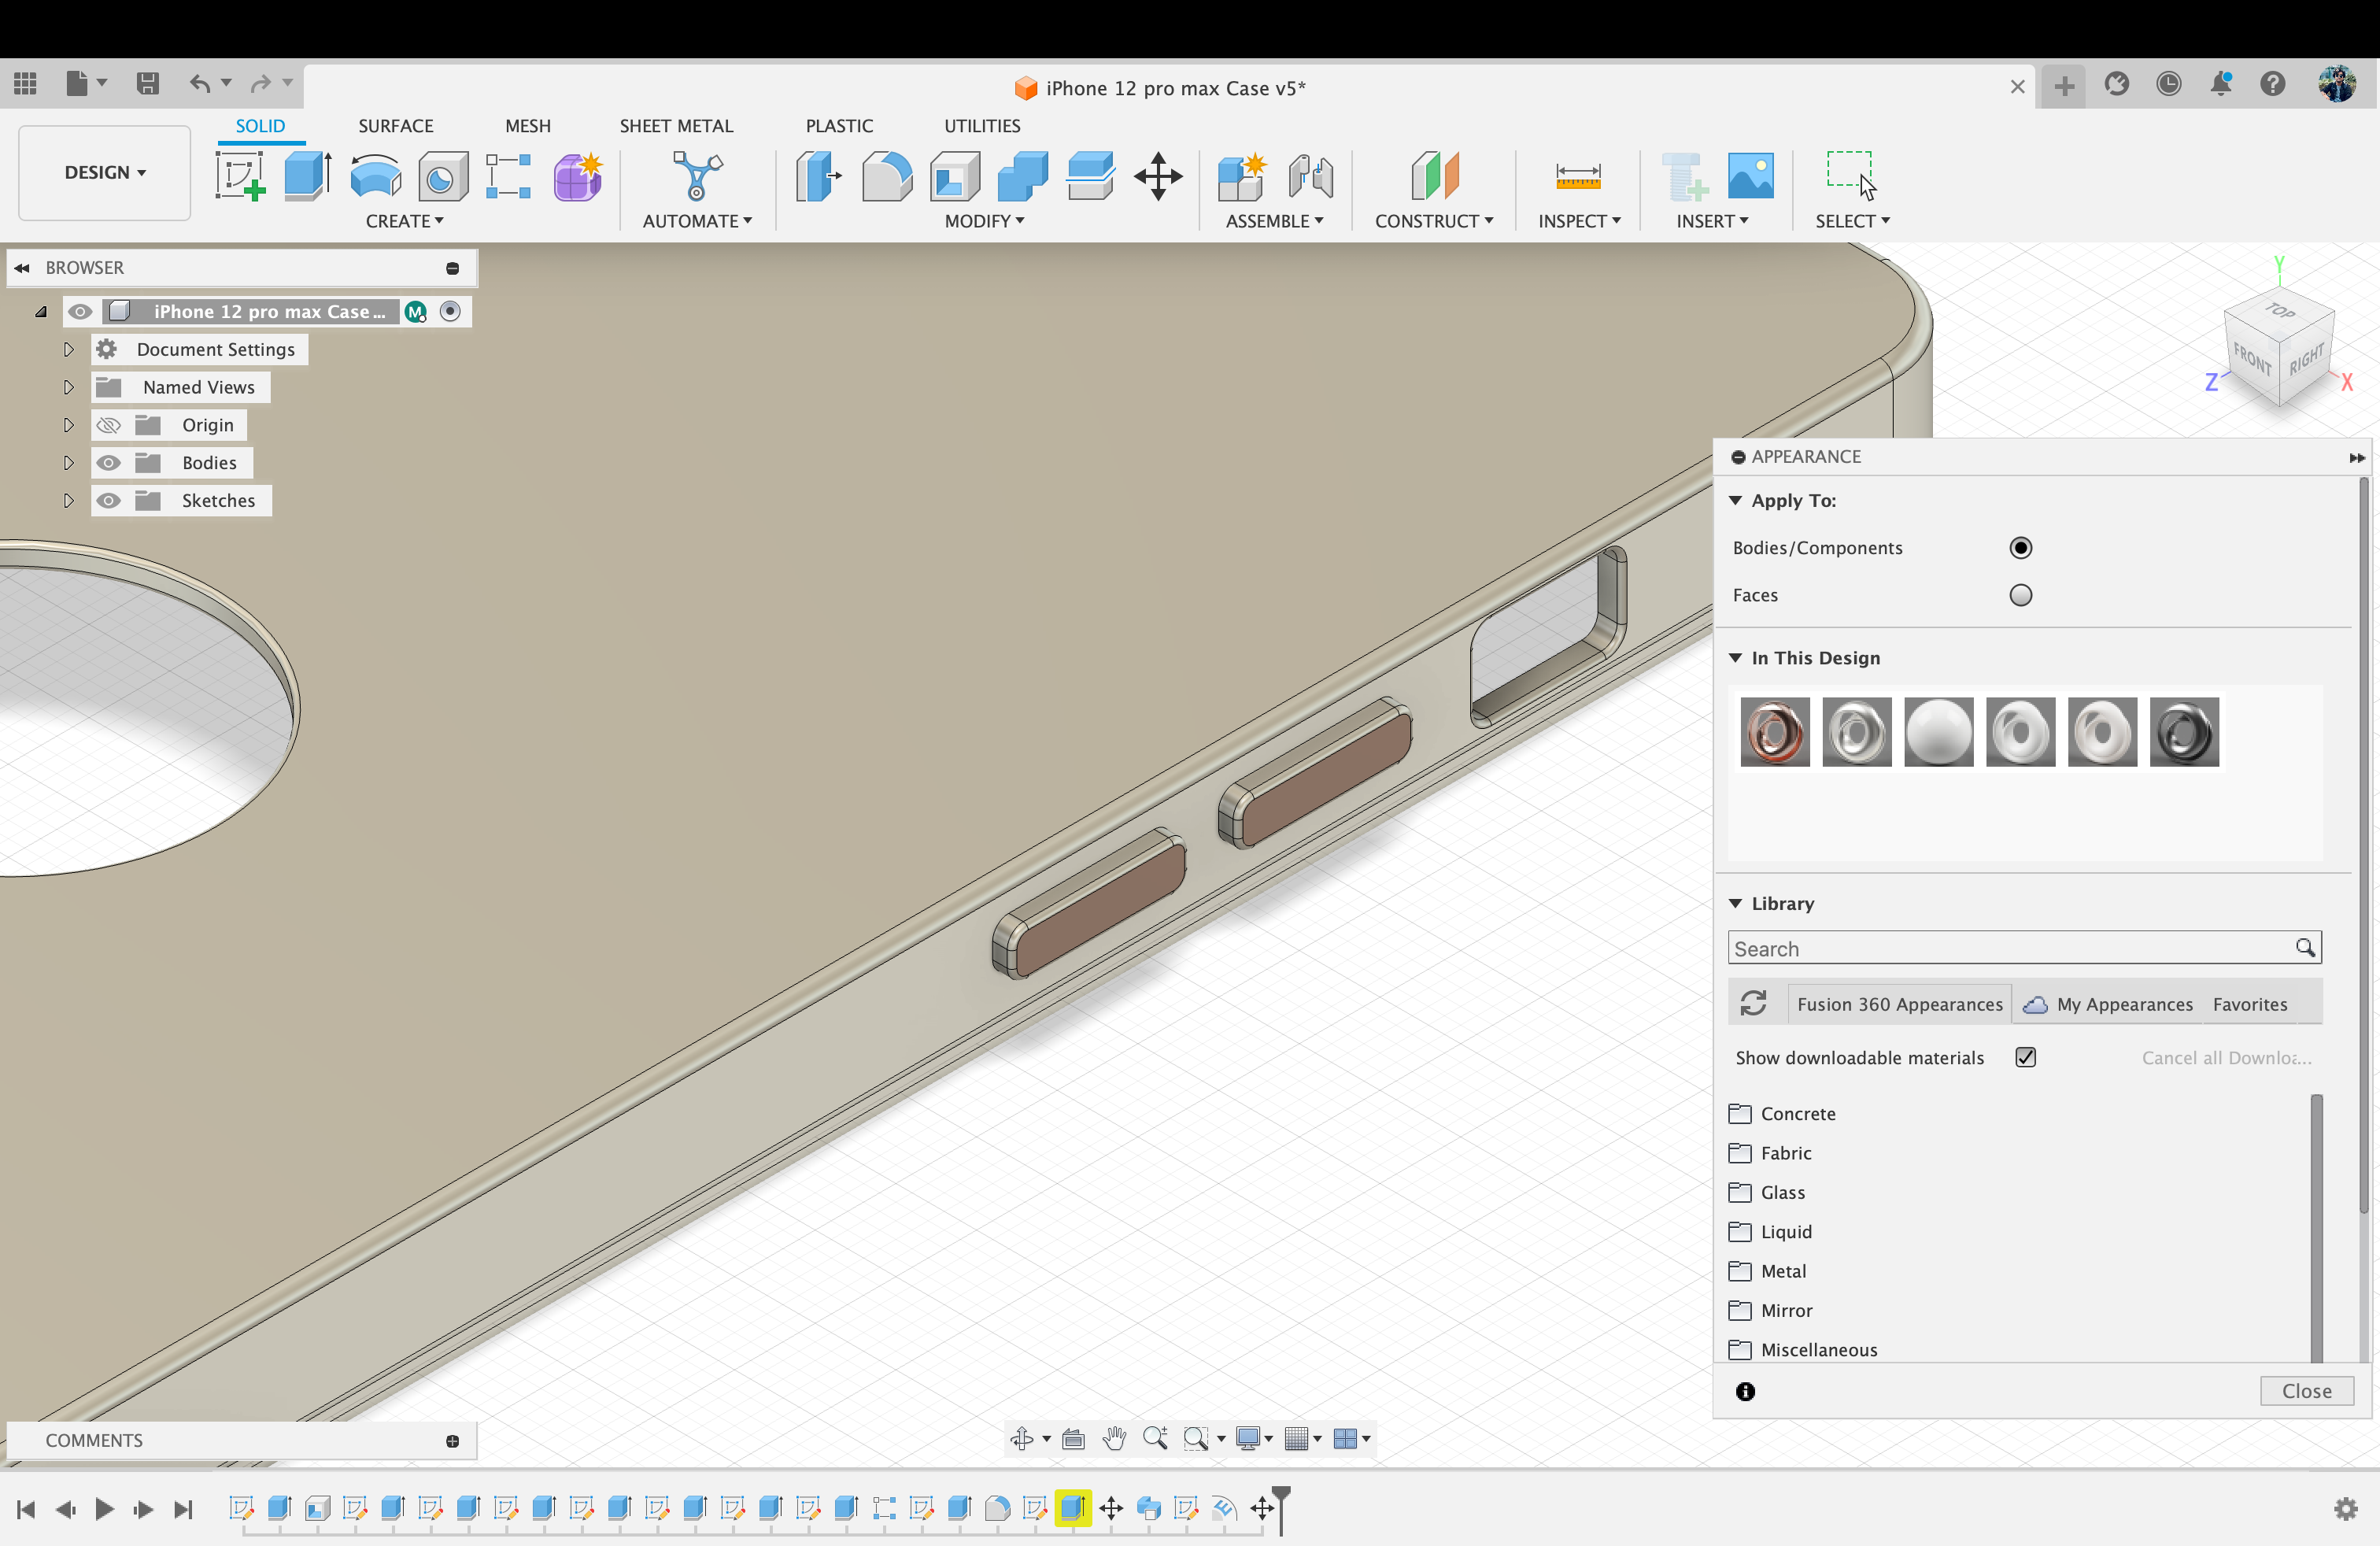 iPhone 12 pro max Case v5*
SOLID SURFACE MESH SHEET METAL PLASTIC UTILITIES
DESIGN
CREATE AUTOMATE MODIFY ASSEMBLE CONSTRUCT INSPECT INSERT SELECT
BROWSER
iPhone 12 pro max Case... M
Document Settings
Named Views
Origin
Bodies
Sketches
Y
TOP
FRONT RIGHT
Z X
APPEARANCE
Apply To:
Bodies/Components
Faces
In This Design
Library
Search
Fusion 360 Appearances My Appearances Favorites
Show downloadable materials Cancel all Downloa...
Concrete
Fabric
Glass
Liquid
Metal
Mirror
Miscellaneous
Close
COMMENTS